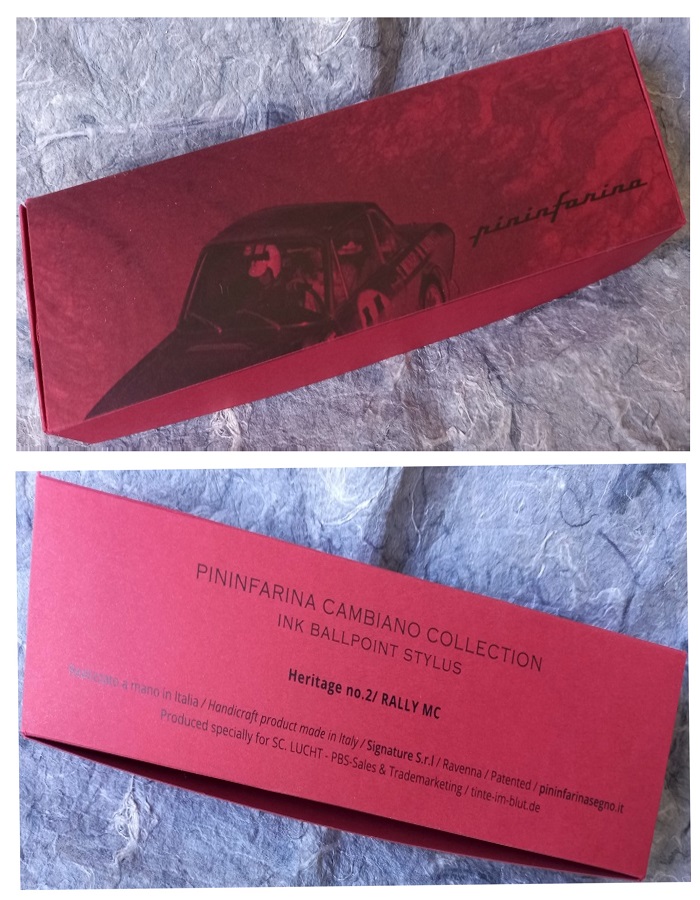 pininfarina
11
PININFARINA CAMBIANO COLLECTION
INK BALLPOINT STYLUS
Heritage no.2/ RALLY MC
a mano in Italia / Handicraft product made in Italy / Signature S.r.l / Ravenna / Patented / pininfarinasegno.it
Produced specially for SC. LUCHT - PBS-Sales & Trademarketing / tinte-im-blut.de